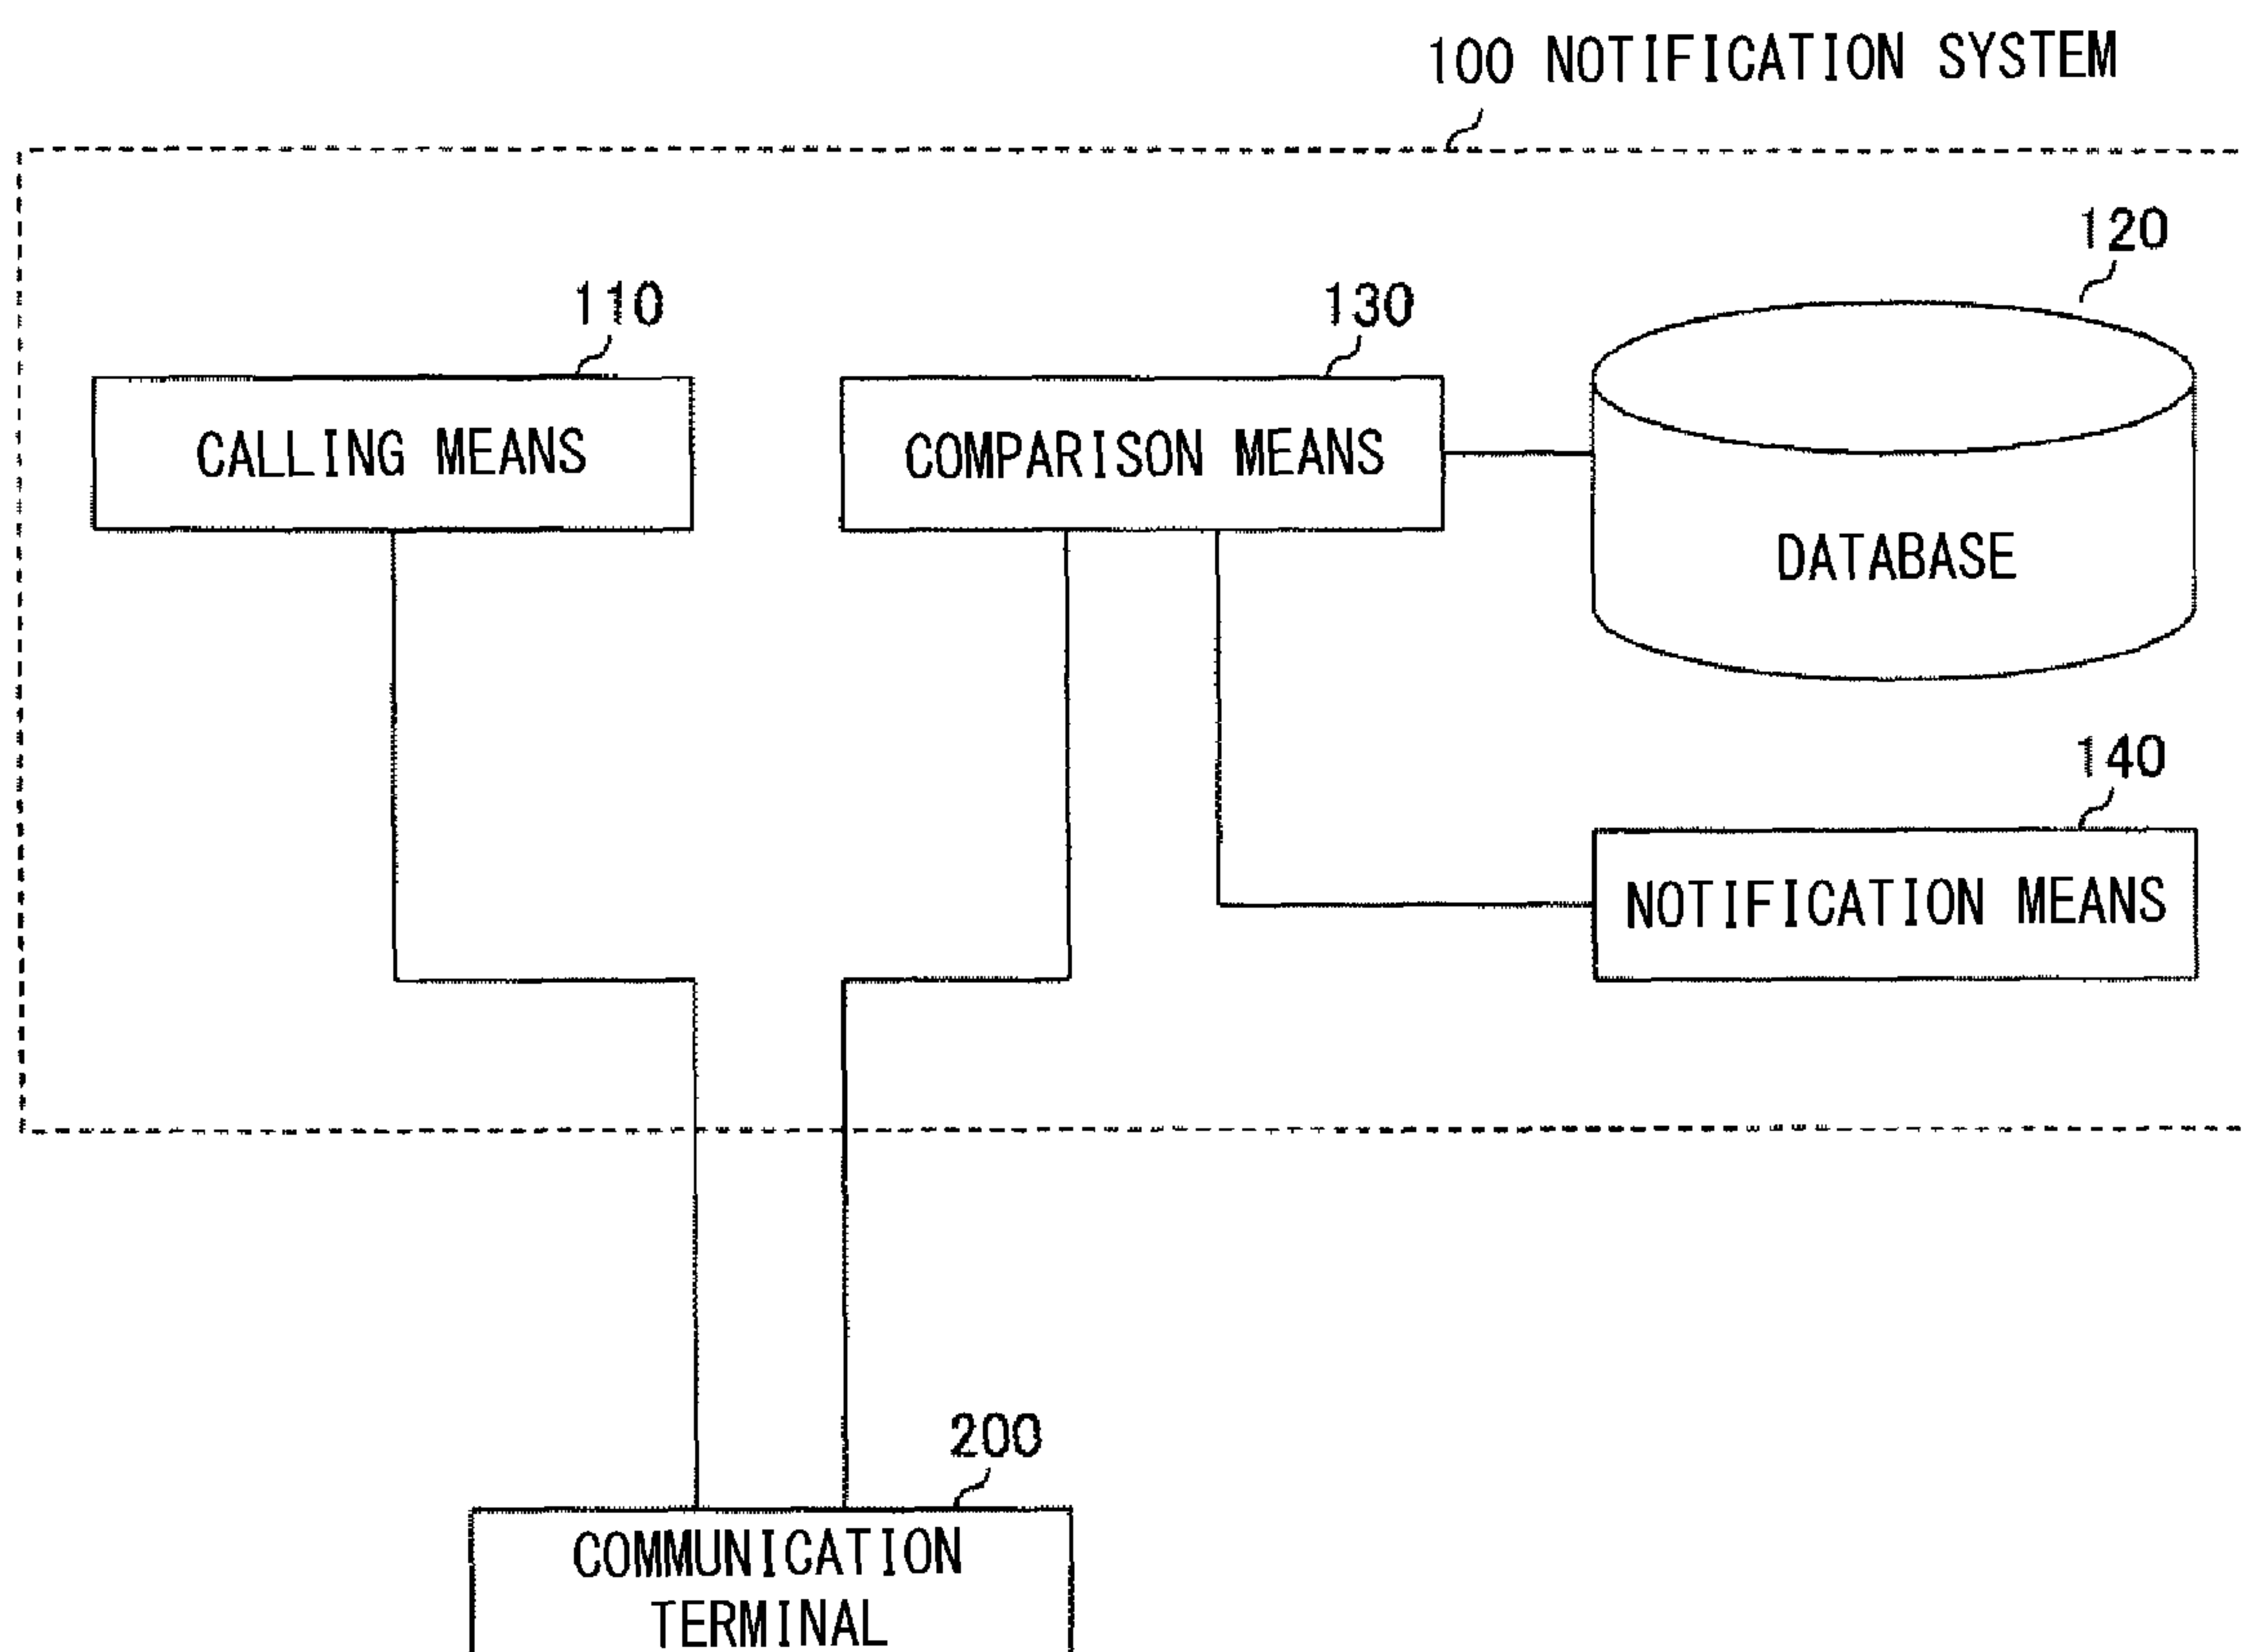 100 NOTIFICATION SYSTEM
120
110
130
CALLING MEANS
COMPARISON MEANS
DATABASE
140
NOTIFICATION MEANS
200
COMMUNICATION
TERMINAL